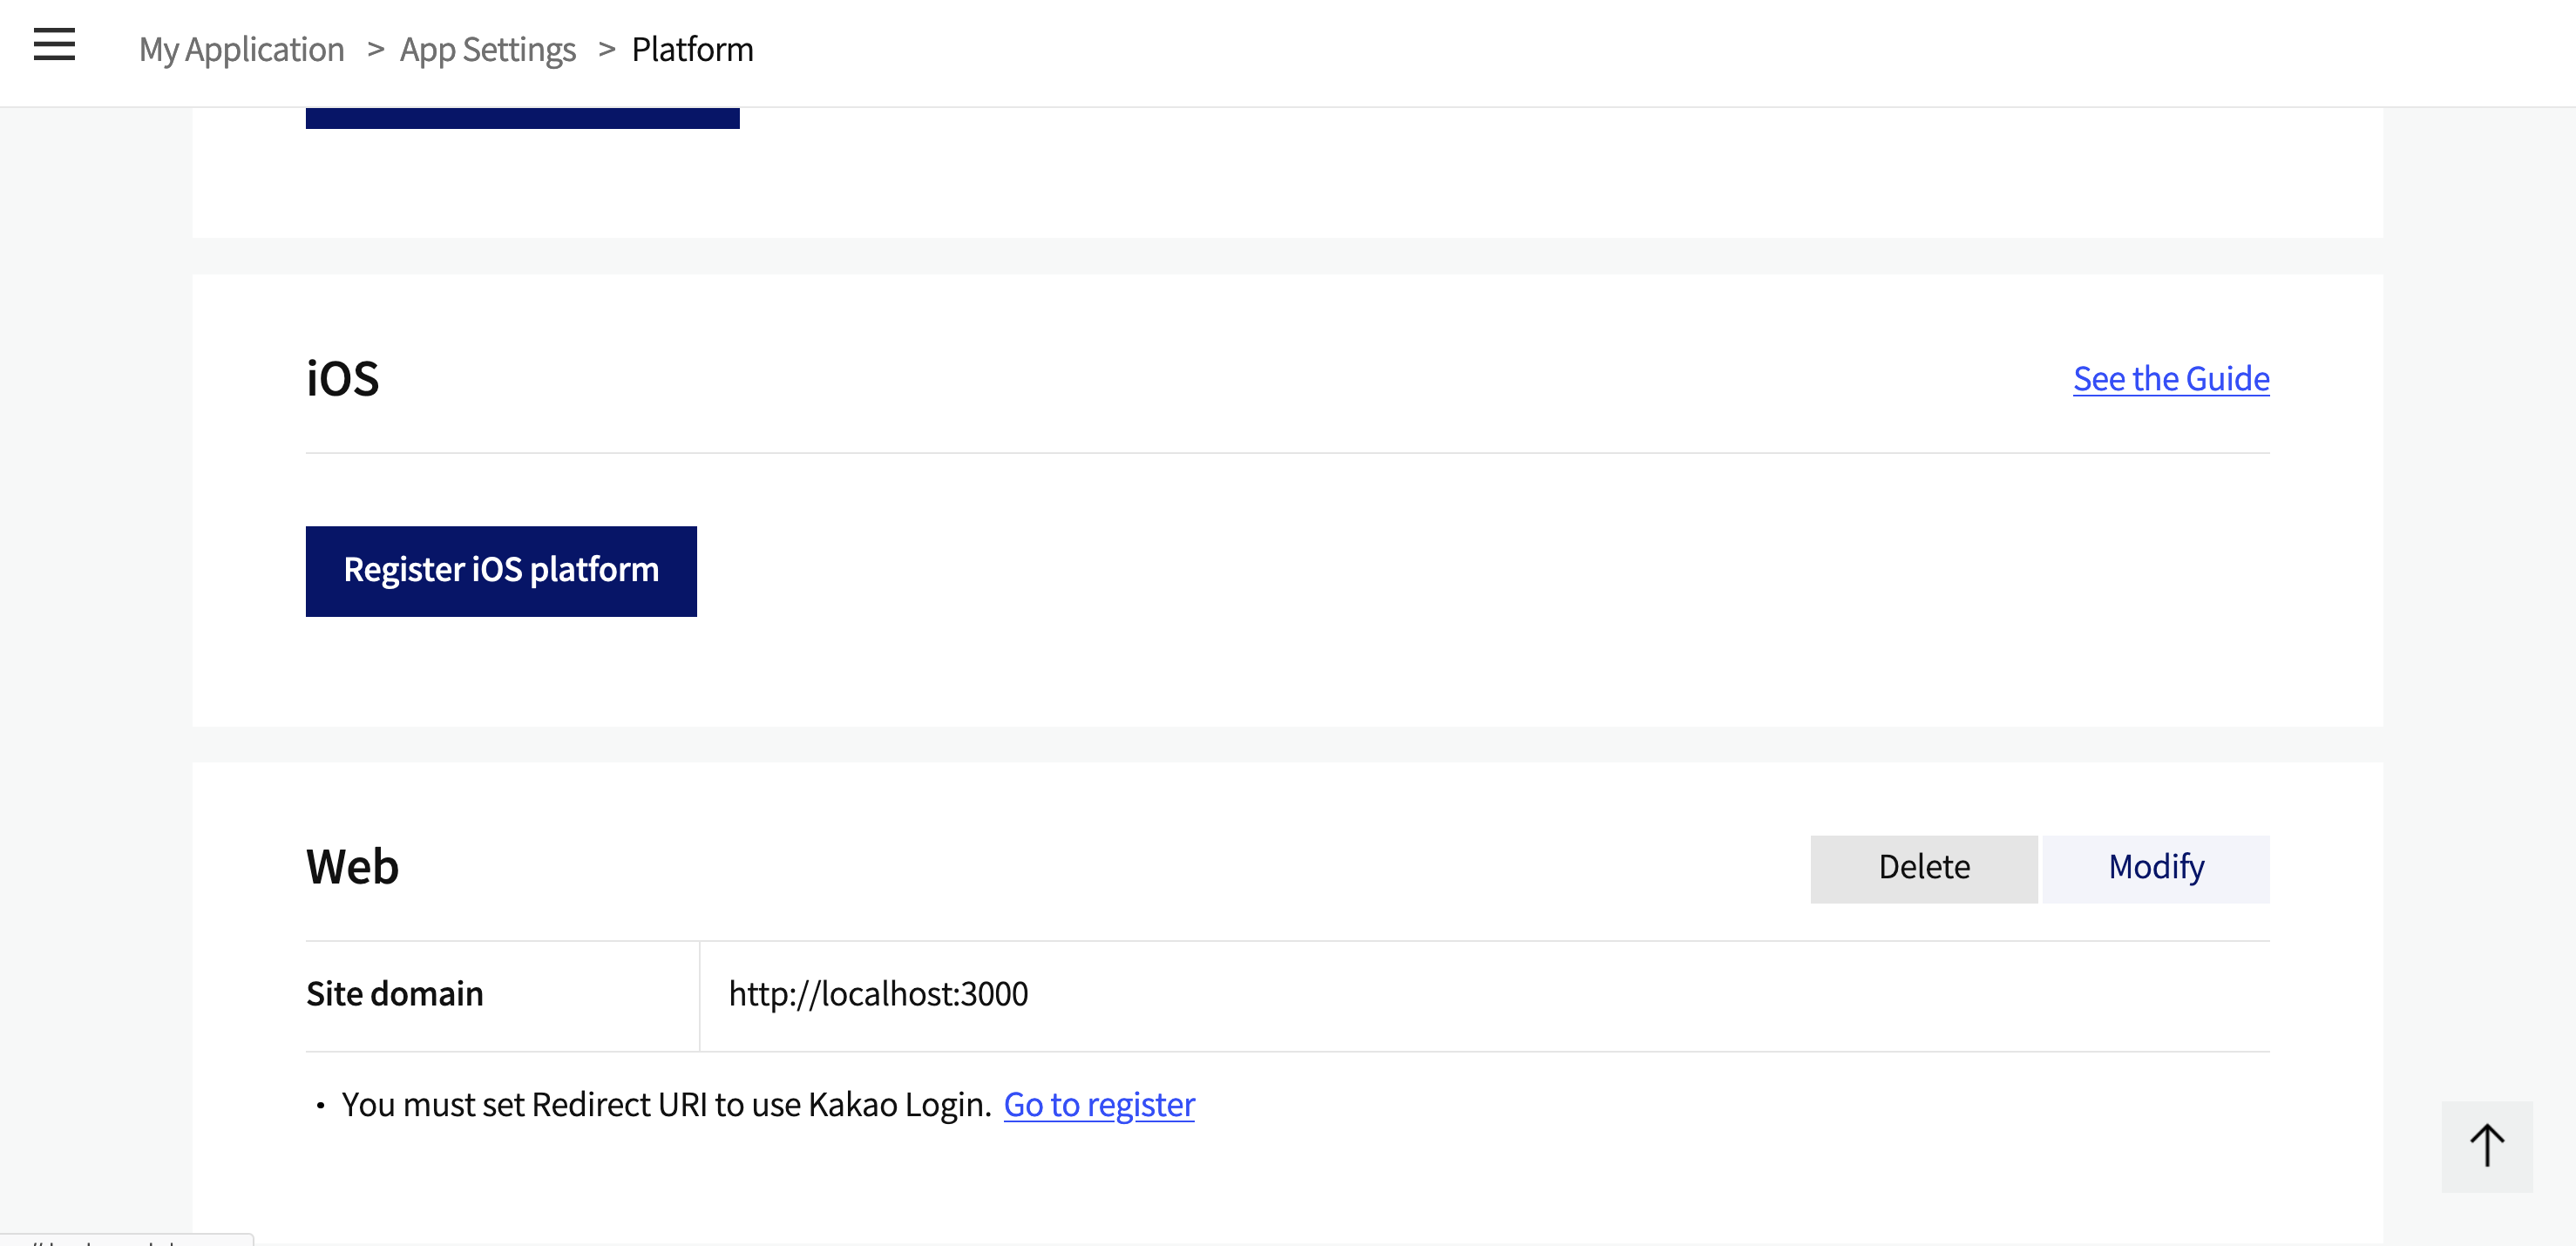 My Application > App Settings > Platform
iOS
See the Guide
Register iOS platform
Web
Delete
Modify
Site domain
http://localhost:3000
• You must set Redirect URI to use Kakao Login. Go to register